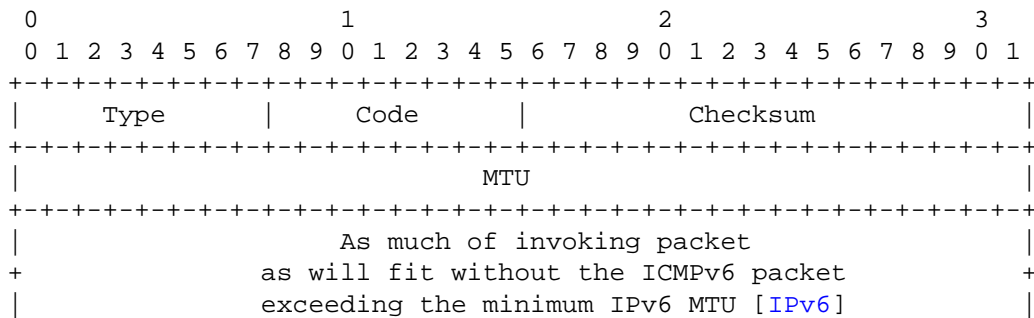 0                   1                   2                   3
 0 1 2 3 4 5 6 7 8 9 0 1 2 3 4 5 6 7 8 9 0 1 2 3 4 5 6 7 8 9 0 1
+-+-+-+-+-+-+-+-+-+-+-+-+-+-+-+-+-+-+-+-+-+-+-+-+-+-+-+-+-+-+-+-+
|     Type      |     Code      |          Checksum             |
+-+-+-+-+-+-+-+-+-+-+-+-+-+-+-+-+-+-+-+-+-+-+-+-+-+-+-+-+-+-+-+-+
|                             MTU                               |
+-+-+-+-+-+-+-+-+-+-+-+-+-+-+-+-+-+-+-+-+-+-+-+-+-+-+-+-+-+-+-+-+
|                    As much of invoking packet                 |
+               as will fit without the ICMPv6 packet           +
|               exceeding the minimum IPv6 MTU [IPv6]           |